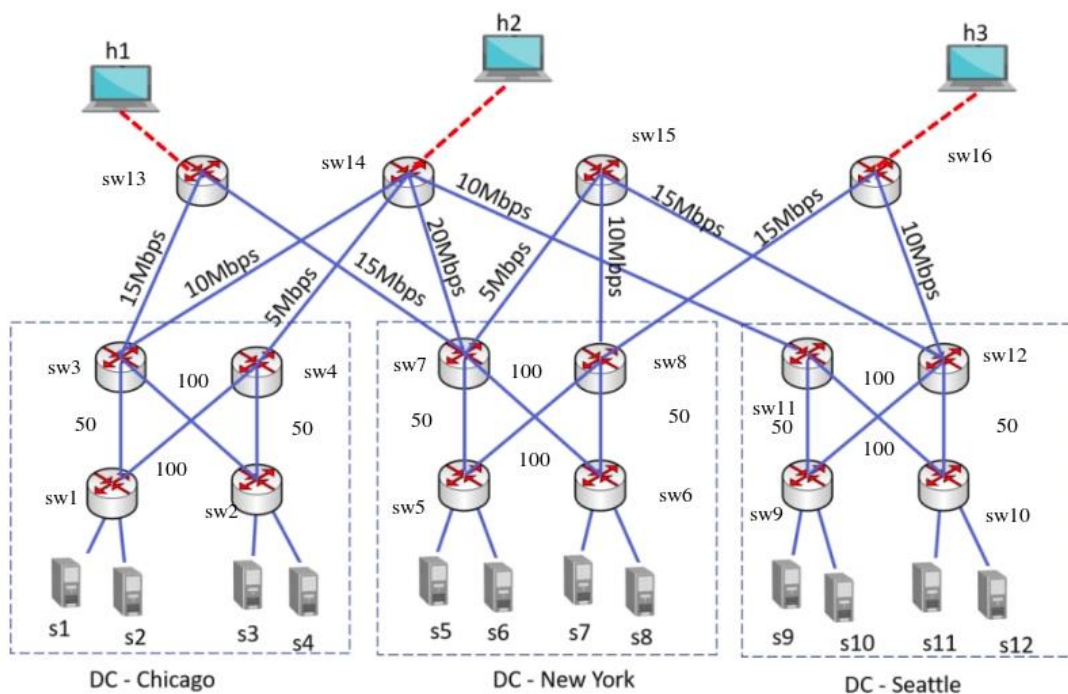 h1
h2
h3
sw13
sw14
sw15
sw16
15Mbps
10Mbps
5Mbps
15Mbps
20Mbps
5Mbps
10Mbps
10Mbps
15Mbps
15Mbps
10Mbps
sw3
100
sw4
50
50
100
sw1
sw2
s1
s2
s3
s4
DC - Chicago
sw7
100
sw8
50
50
100
sw5
sw6
s5
s6
s7
s8
DC - New York
sw12
100
sw11
50
50
100
sw9
sw10
s9
s10
s11
s12
DC - Seattle